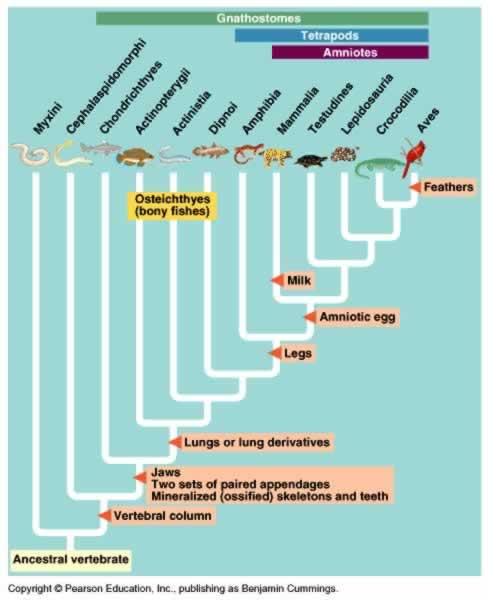 Gnathostomes
Tetrapods
Amniotes
Myxini
Cephalaspidomorphi
Chondrichthyes
Actinopterygii
Actinistia
Dipnoi
Amphibia
Mammalia
Testudines
Lepidosauria
Crocodilia
Aves
Feathers
Osteichthyes
(bony fishes)
Milk
Amniotic egg
Legs
Lungs or lung derivatives
Jaws
Two sets of paired appendages
Mineralized (ossified) skeletons and teeth
Vertebral column
Ancestral vertebrate
Copyright © Pearson Education, Inc., publishing as Benjamin Cummings.